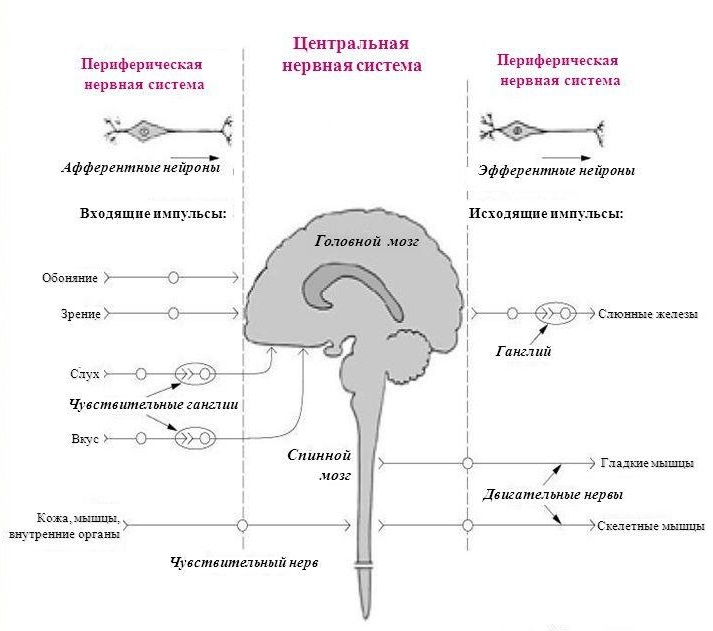 Центральная
нервная система
Периферическая
нервная система
Периферическая
нервная система
Афферентные нейроны
Эфферентные нейроны
Входящие импульсы:
Исходящие импульсы:
Головной мозг
Обоняние
Зрение
Слюнные железы
Ганглий
Слух
Чувствительные ганглии
Вкус
Спинной
мозг
Гладкие мышцы
Двигательные нервы
Кожа, мышцы,
внутренние органы
Скелетные мышцы
Чувствительный нерв